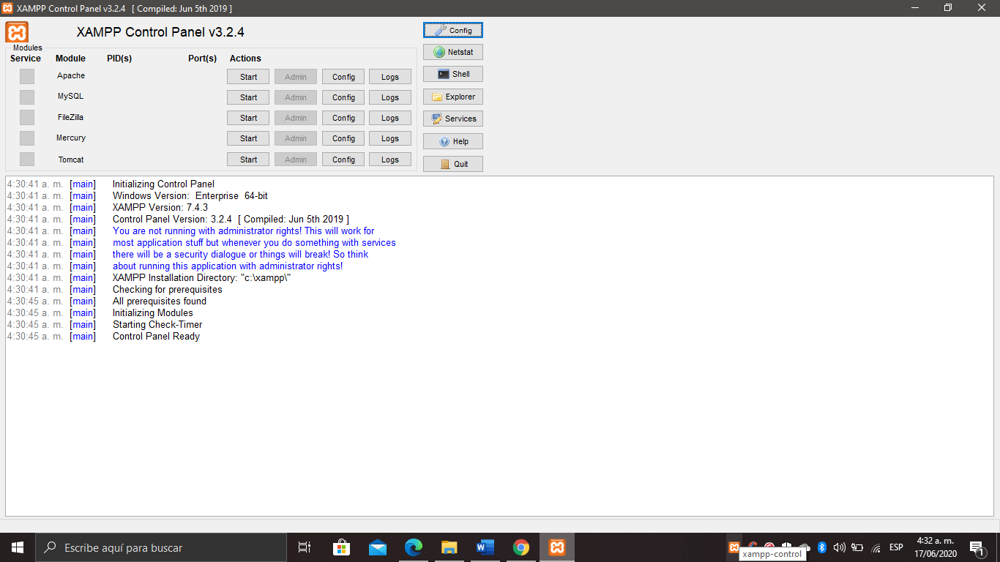 XAMPP Control Panel v3.2.4 [ Compiled: Jun 5th 2019 ]
XAMPP Control Panel v3.2.4
Config
Modules
Service Module PID(s) Port(s) Actions
Netstat
Apache Start Admin Config Logs
Shell
MySQL Start Admin Config Logs
Explorer
FileZilla Start Admin Config Logs
Services
Mercury Start Admin Config Logs
Help
Tomcat Start Admin Config Logs
Quit
4:30:41 a. m. [main] Initializing Control Panel
4:30:41 a. m. [main] Windows Version: Enterprise 64-bit
4:30:41 a. m. [main] XAMPP Version: 7.4.3
4:30:41 a. m. [main] Control Panel Version: 3.2.4 [ Compiled: Jun 5th 2019 ]
4:30:41 a. m. [main] You are not running with administrator rights! This will work for
4:30:41 a. m. [main] most application stuff but whenever you do something with services
4:30:41 a. m. [main] there will be a security dialogue or things will break! So think
4:30:41 a. m. [main] about running this application with administrator rights!
4:30:41 a. m. [main] XAMPP Installation Directory: "c:\xampp\"
4:30:41 a. m. [main] Checking for prerequisites
4:30:45 a. m. [main] All prerequisites found
4:30:45 a. m. [main] Initializing Modules
4:30:45 a. m. [main] Starting Check-Timer
4:30:45 a. m. [main] Control Panel Ready
Escribe aquí para buscar
xampp-control
ESP
4:32 a. m.
17/06/2020
1